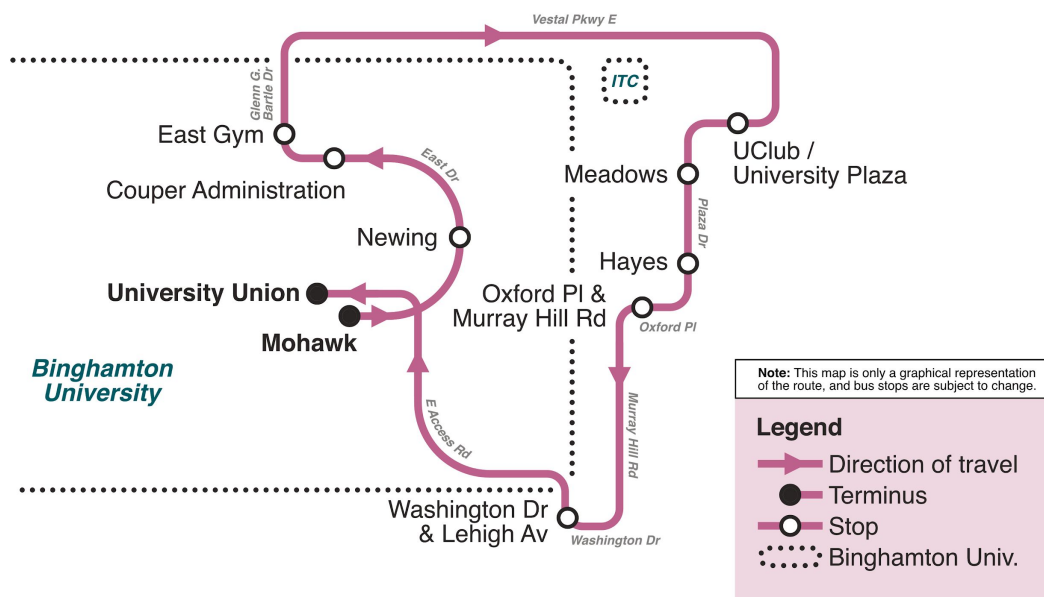 Vestal Pkwy E
ITC
Glenn G.
Bartle Dr
East Gym
UClub /
University Plaza
East Dr
Meadows
Couper Administration
Plaza Dr
Newing
Hayes
University Union
Oxford Pl &
Murray Hill Rd
Oxford Pl
Mohawk
Binghamton
University
E Access Rd
Murray Hill Rd
Washington Dr
& Lehigh Av
Washington Dr
Note: This map is only a graphical representation
of the route, and bus stops are subject to change.
Legend
Direction of travel
Terminus
Stop
Binghamton Univ.